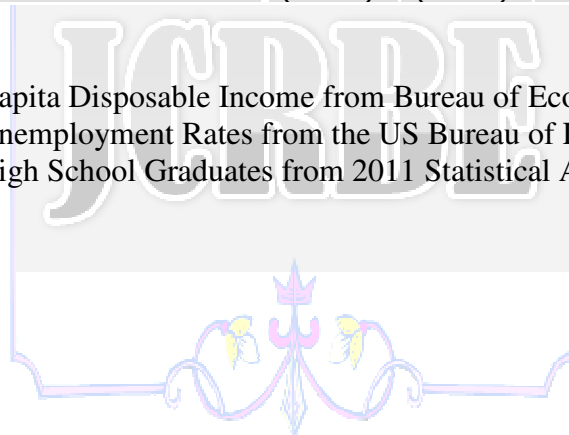 JCRBE
apita Disposable Income from Bureau of Eco
nemployment Rates from the US Bureau of
igh School Graduates from 2011 Statistical A